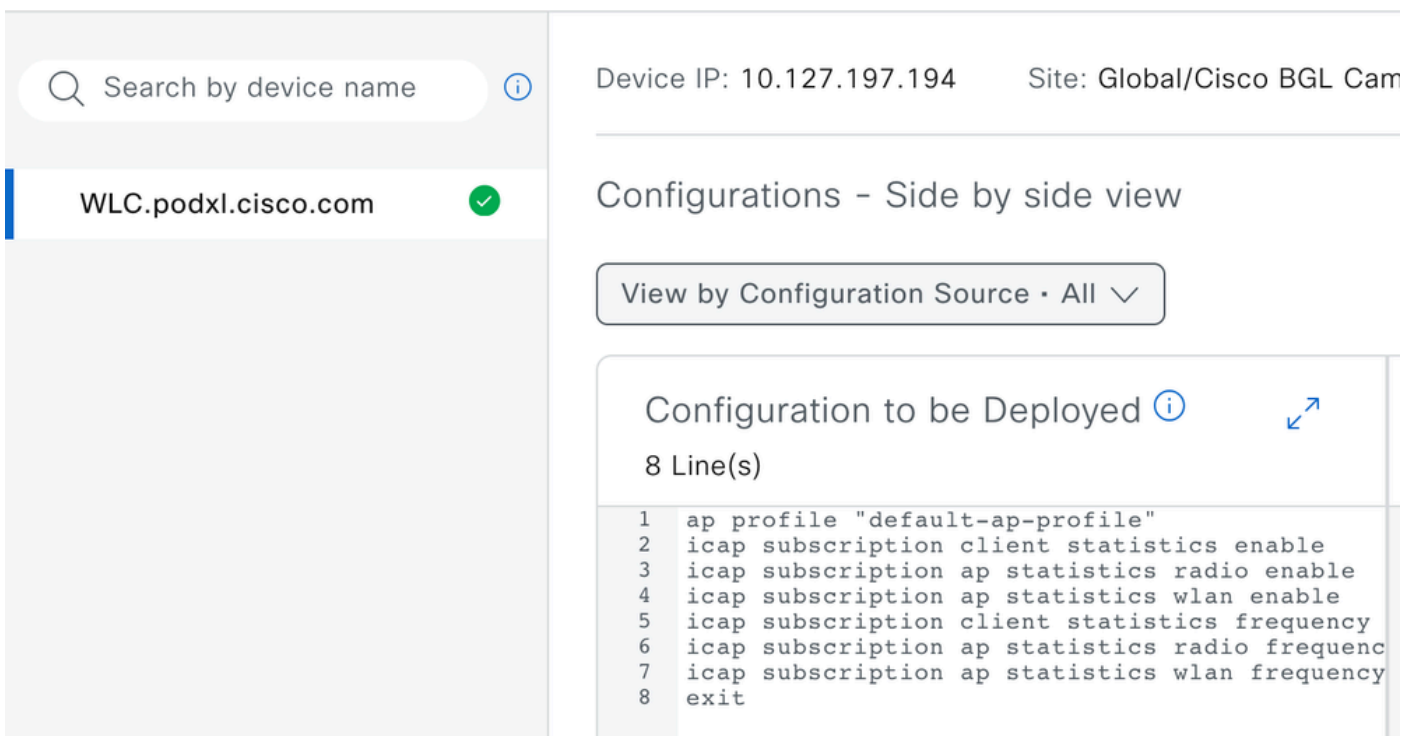 Search by device name
WLC.podxl.cisco.com
Device IP: 10.127.197.194 Site: Global/Cisco BGL Cam
Configurations - Side by side view
View by Configuration Source · All
Configuration to be Deployed
8 Line(s)
1 ap profile "default-ap-profile"
2 icap subscription client statistics enable
3 icap subscription ap statistics radio enable
4 icap subscription ap statistics wlan enable
5 icap subscription client statistics frequency
6 icap subscription ap statistics radio frequenc
7 icap subscription ap statistics wlan frequency
8 exit